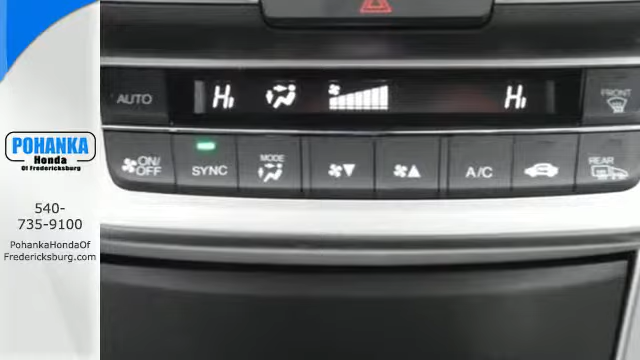 POHANKA
Honda
Of Fredericksburg
540-
735-9100
PohankaHondaOf
Fredericksburg.com
AUTO
Hi
Hi
FRONT
ON/
OFF
SYNC
MODE
A/C
REAR